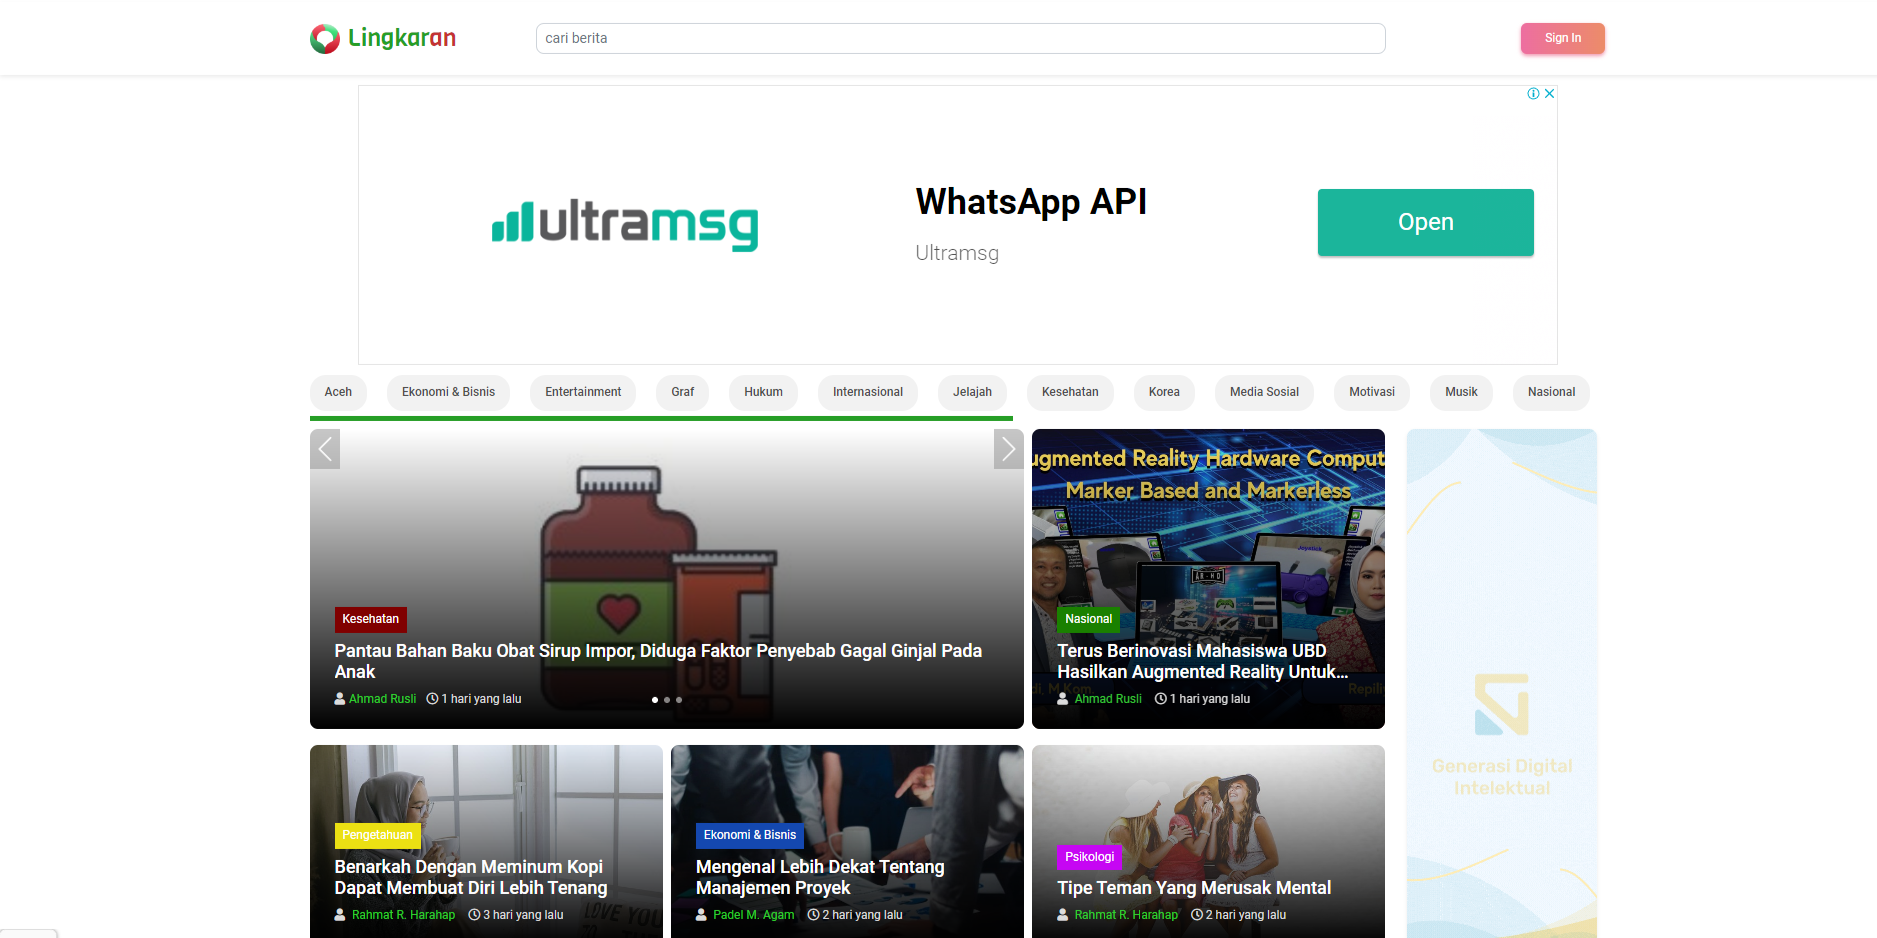 Lingkaran
cari berita
Sign In
ultramsg
WhatsApp API
Ultramsg
Open
Aceh
Ekonomi & Bisnis
Entertainment
Graf
Hukum
Internasional
Jelajah
Kesehatan
Korea
Media Sosial
Motivasi
Musik
Nasional
Kesehatan
Pantau Bahan Baku Obat Sirup Impor, Diduga Faktor Penyebab Gagal Ginjal Pada
Anak
Ahmad Rusli 1 hari yang lalu
ugmented Reality Hardware Comput
Marker Based and Markerless
AR-HD
Nasional
Terus Berinovasi Mahasiswa UBD
Hasilkan Augmented Reality Untuk...
Ahmad Rusli 1 hari yang lalu
Generasi Digital
Intelektual
Pengetahuan
Benarkah Dengan Meminum Kopi
Dapat Membuat Diri Lebih Tenang
Rahmat R. Harahap 3 hari yang lalu
LOVE YOU
Ekonomi & Bisnis
Mengenal Lebih Dekat Tentang
Manajemen Proyek
Padel M. Agam 2 hari yang lalu
Psikologi
Tipe Teman Yang Merusak Mental
Rahmat R. Harahap 2 hari yang lalu